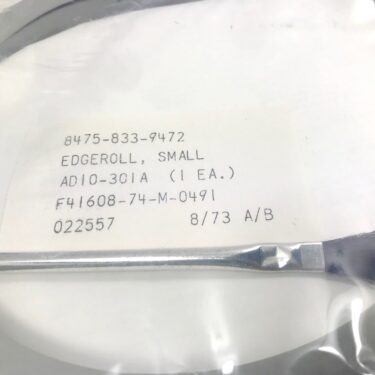 8475-833-9472
EDGEROLL, SMALL
AD10-301A (1 EA.)
F41608-74-M-0491
022557 8/73 A/B